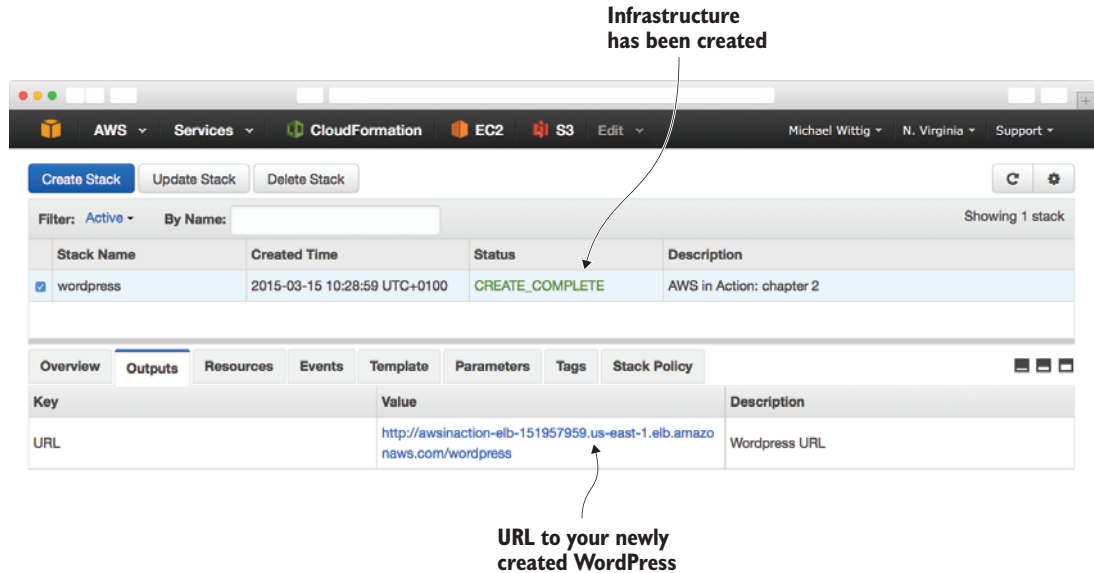 Infrastructure
has been created
AWS Services CloudFormation EC2 S3 Edit Michael Wittig N. Virginia Support
Create Stack Update Stack Delete Stack
Filter: Active By Name: Showing 1 stack
Stack Name Created Time Status Description
wordpress 2015-03-15 10:28:59 UTC+0100 CREATE_COMPLETE AWS in Action: chapter 2
Overview Outputs Resources Events Template Parameters Tags Stack Policy
Key Value Description
URL http://awsinaction-elb-151957959.us-east-1.elb.amazo Wordpress URL
naws.com/wordpress
URL to your newly
created WordPress